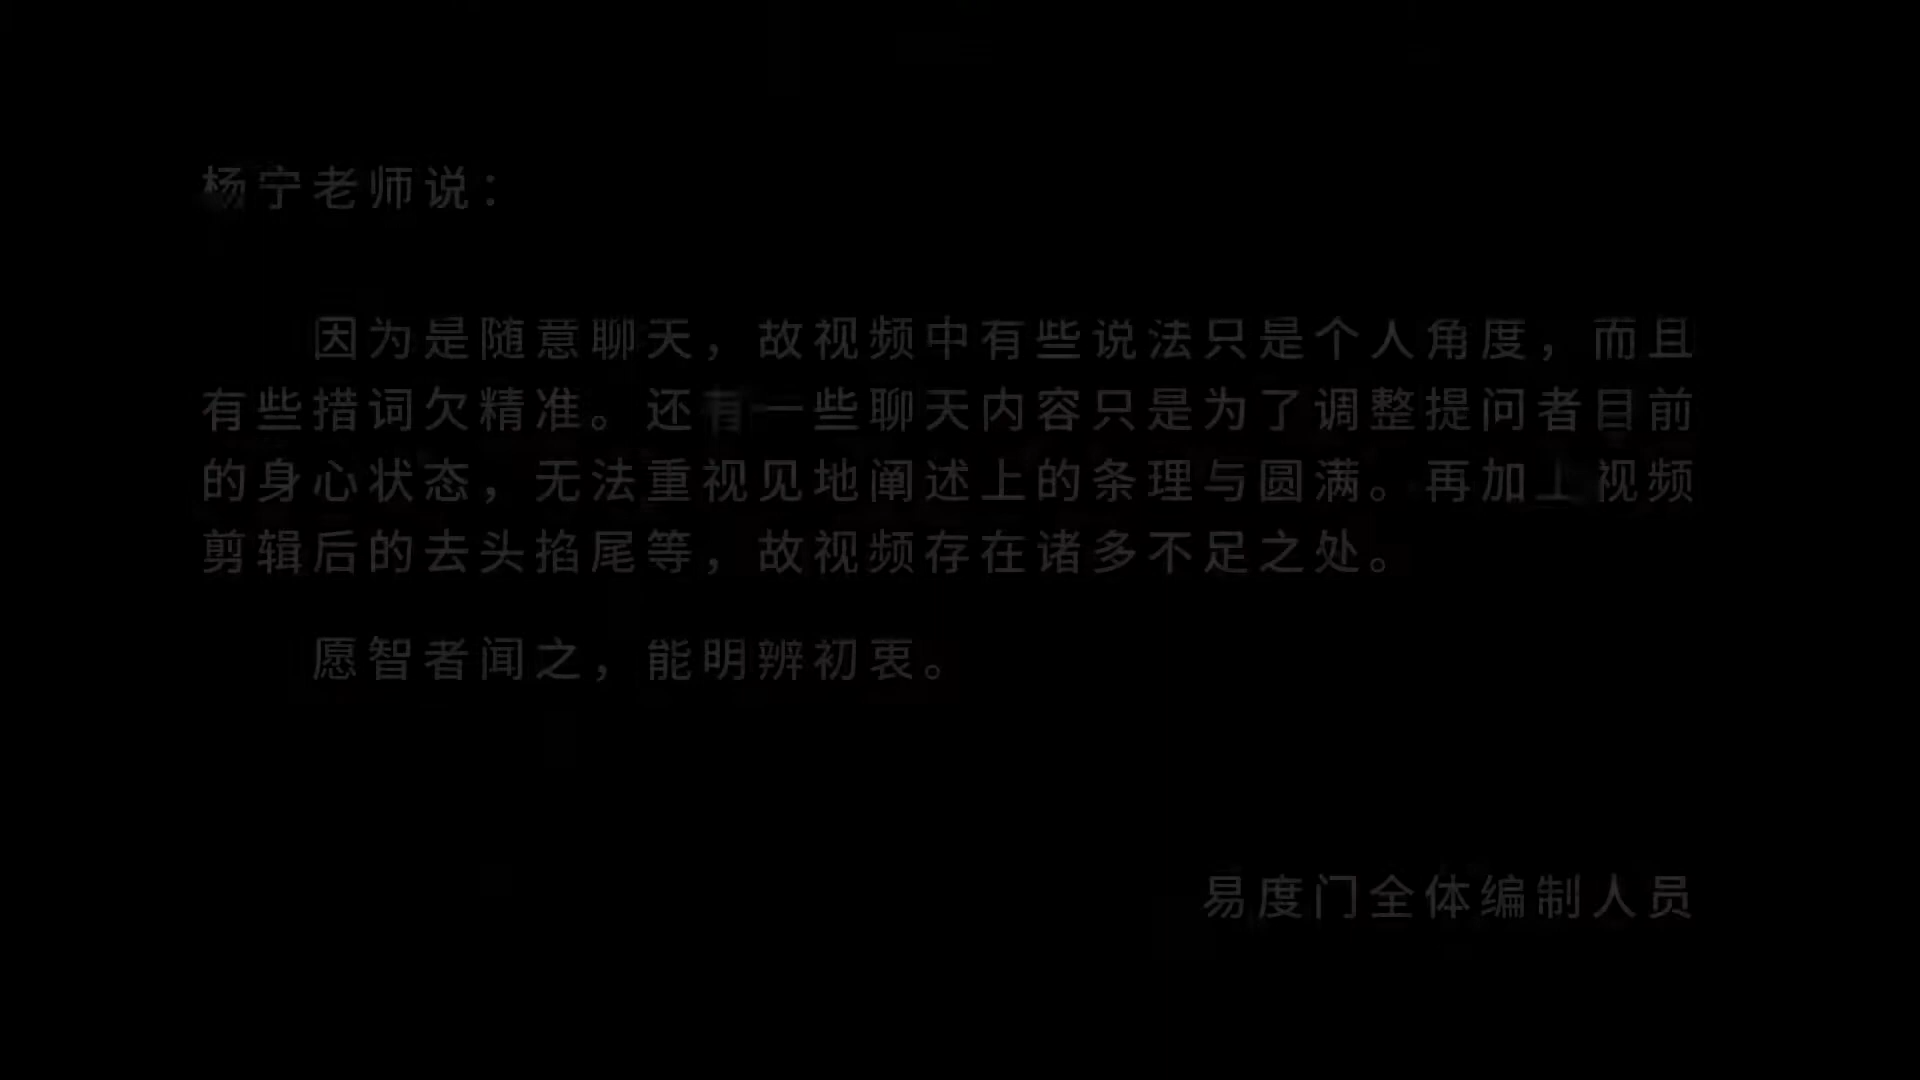 杨宁老师说：
因为是随意聊天，故视频中有些说法只是个人角度，而且
有些措词欠精准。还有一些聊天内容只是为了调整提问者目前
的身心状态，无法重视见地阐述上的条理与圆满。再加上视频
剪辑后的去头掐尾等，故视频存在诸多不足之处。
愿智者闻之，能明辨初衷。
易度门全体编制人员